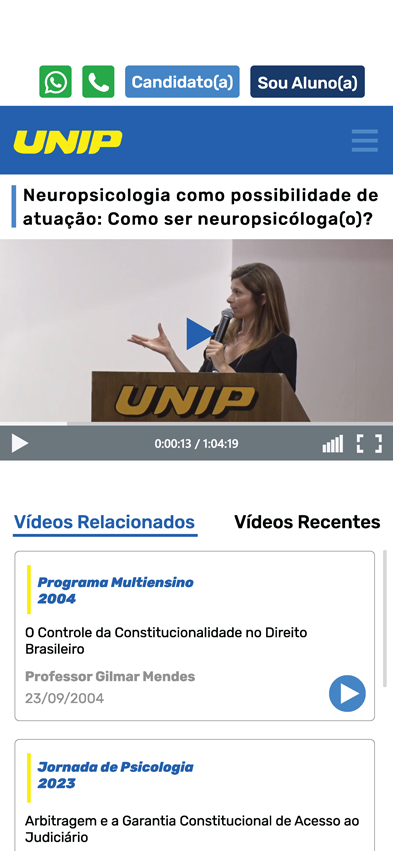 Candidato(a)
Sou Aluno(a)
UNIP
Neuropsicologia como possibilidade de
atuação: Como ser neuropsicóloga(o)?
UNIP
0:00:13 / 1:04:19
Vídeos Relacionados
Vídeos Recentes
Programa Multiensino
2004
O Controle da Constitucionalidade no Direito
Brasileiro
Professor Gilmar Mendes
23/09/2004
Jornada de Psicologia
2023
Arbitragem e a Garantia Constitucional de Acesso ao
Judiciário